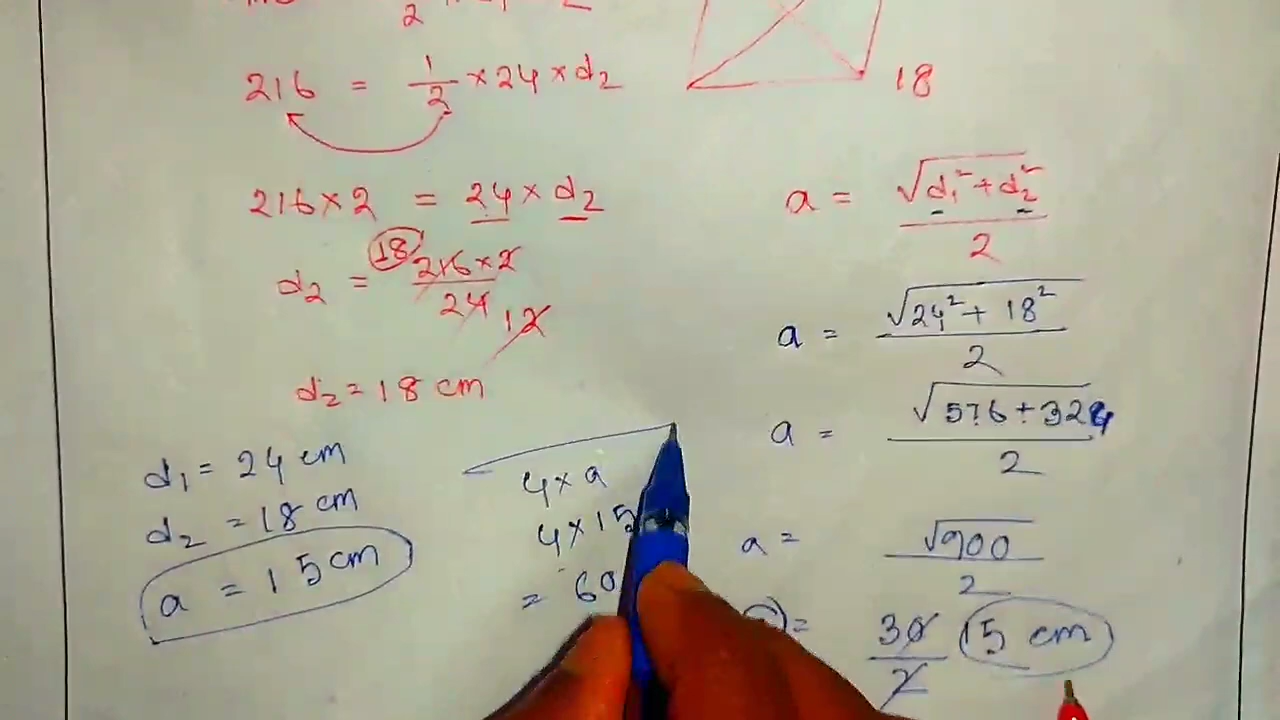 216 = 1/2 × 24 × d₂
18
216 × 2 = 24 × d₂
d₂ = 216 × 2 / 24 18 12
d₂ = 18 cm
d₁ = 24 cm
d₂ = 18 cm
a = 15 cm
4 × a
4 × 15
= 60
a = √d₁² + d₂² / 2
a = √24² + 18² / 2
a = √576 + 324 / 2
a = √900 / 2
= 30 / 2 15 cm